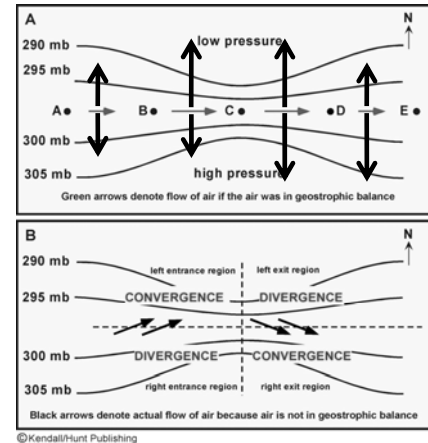 A
N
290 mb
low pressure
295 mb
A B C D E
300 mb
305 mb
high pressure
Green arrows denote flow of air if the air was in geostrophic balance
B
N
290 mb
left entrance region left exit region
295 mb
CONVERGENCE DIVERGENCE
300 mb
DIVERGENCE CONVERGENCE
305 mb
right entrance region right exit region
Black arrows denote actual flow of air because air is not in geostrophic balance
©Kendall/Hunt Publishing